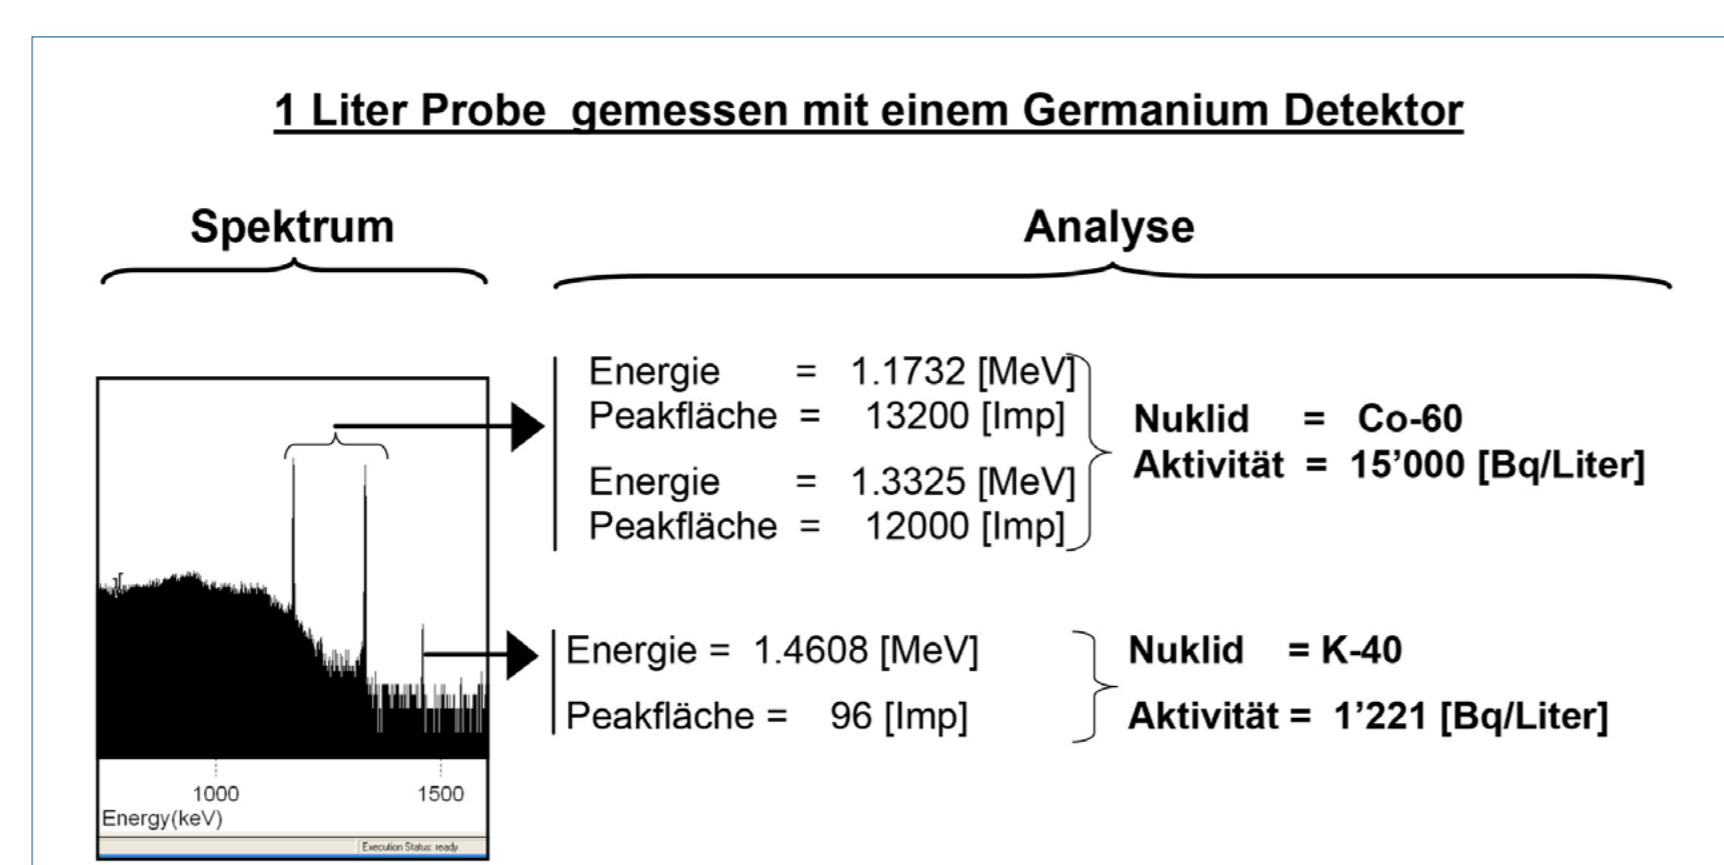 1 Liter Probe gemessen mit einem Germanium Detektor
Spektrum
Analyse
Energie = 1.1732 [MeV]
Peakfläche = 13200 [Imp]
Energie = 1.3325 [MeV]
Peakfläche = 12000 [Imp]
Nuklid = Co-60
Aktivität = 15’000 [Bq/Liter]
Energie = 1.4608 [MeV]
Peakfläche = 96 [Imp]
Nuklid = K-40
Aktivität = 1’221 [Bq/Liter]
1000 1500
Energy(keV)
Execution Status: ready